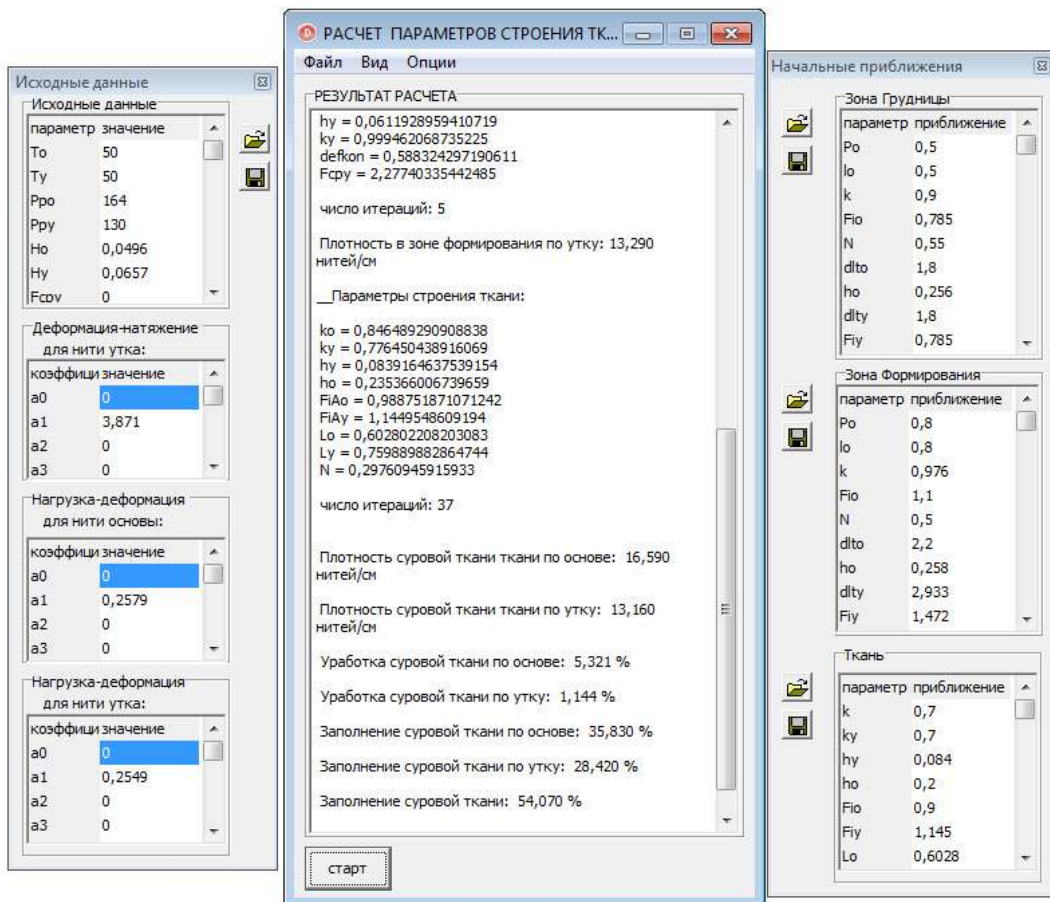 Исходные данные
Исходные данные
параметр значение
To 50
Ty 50
Ppo 164
Ppy 130
Ho 0,0496
Hy 0,0657
Fcpy 0
Деформация-натяжение
для нити утка:
коэффици значение
a0 0
a1 3,871
a2 0
a3 0
Нагрузка-деформация
для нити основы:
коэффици значение
a0 0
a1 0,2579
a2 0
a3 0
Нагрузка-деформация
для нити утка:
коэффици значение
a0 0
a1 0,2549
a2 0
a3 0
РАСЧЕТ ПАРАМЕТРОВ СТРОЕНИЯ ТК...
Файл Вид Опции
РЕЗУЛЬТАТ РАСЧЕТА
hy = 0,0611928959410719
ky = 0,999462068735225
defkon = 0,588324297190611
Fcpy = 2,27740335442485
число итераций: 5
Плотность в зоне формирования по утку: 13,290
нитей/см
__Параметры строения ткани:
ko = 0,846489290908838
ky = 0,776450438916069
hy = 0,0839164637539154
ho = 0,235366006739659
FiAo = 0,988751871071242
FiAy = 1,1449548609194
Lo = 0,602802208203083
Ly = 0,759889882864744
N = 0,29760945915933
число итераций: 37
Плотность суровой ткани ткани по основе: 16,590
нитей/см
Плотность суровой ткани ткани по утку: 13,160
нитей/см
Уработка суровой ткани по основе: 5,321 %
Уработка суровой ткани по утку: 1,144 %
Заполнение суровой ткани по основе: 35,830 %
Заполнение суровой ткани по утку: 28,420 %
Заполнение суровой ткани: 54,070 %
старт
Начальные приближения
Зона Грудницы
параметр приближение
Po 0,5
lo 0,5
k 0,9
Fio 0,785
N 0,55
dlto 1,8
ho 0,256
dlty 1,8
Fiy 0,785
Зона Формирования
параметр приближение
Po 0,8
lo 0,8
k 0,976
Fio 1,1
N 0,5
dlto 2,2
ho 0,258
dlty 2,933
Fiy 1,472
Ткань
параметр приближение
k 0,7
ky 0,7
hy 0,084
ho 0,2
Fio 0,9
Fiy 1,145
Lo 0,6028